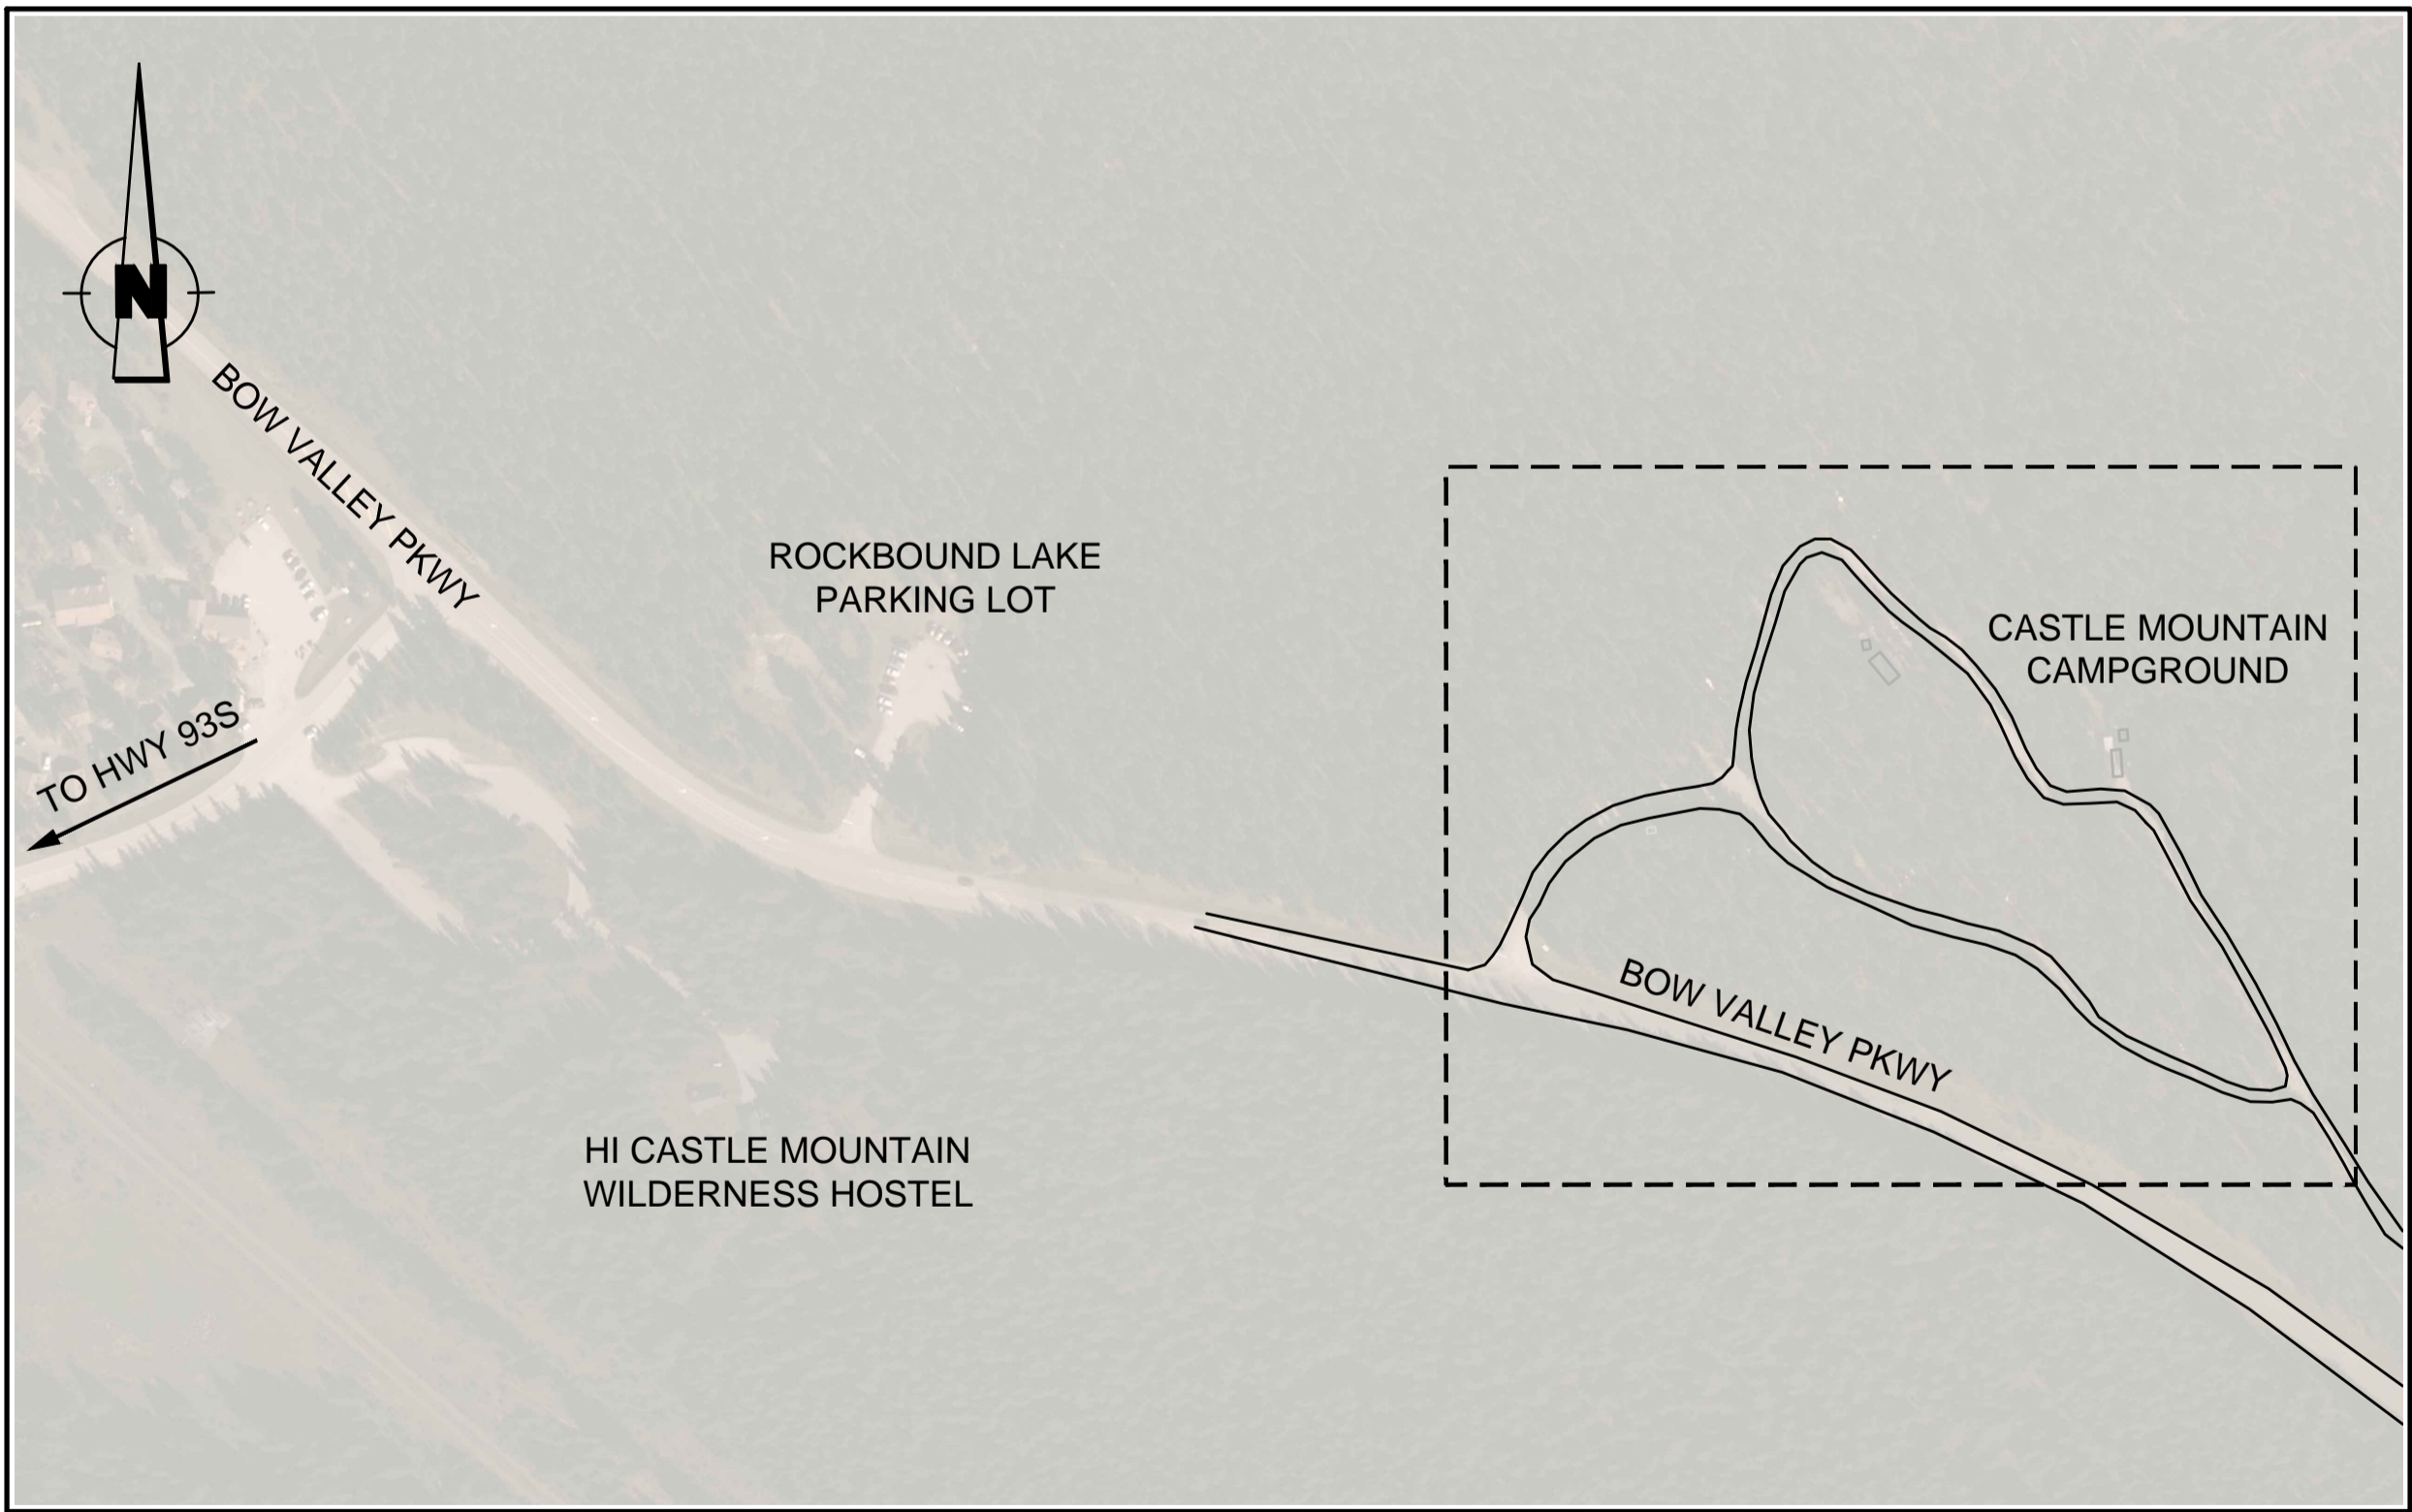 N
BOW VALLEY PKWY
ROCKBOUND LAKE
PARKING LOT
CASTLE MOUNTAIN
CAMPGROUND
TO HWY 93S
BOW VALLEY PKWY
HI CASTLE MOUNTAIN
WILDERNESS HOSTEL